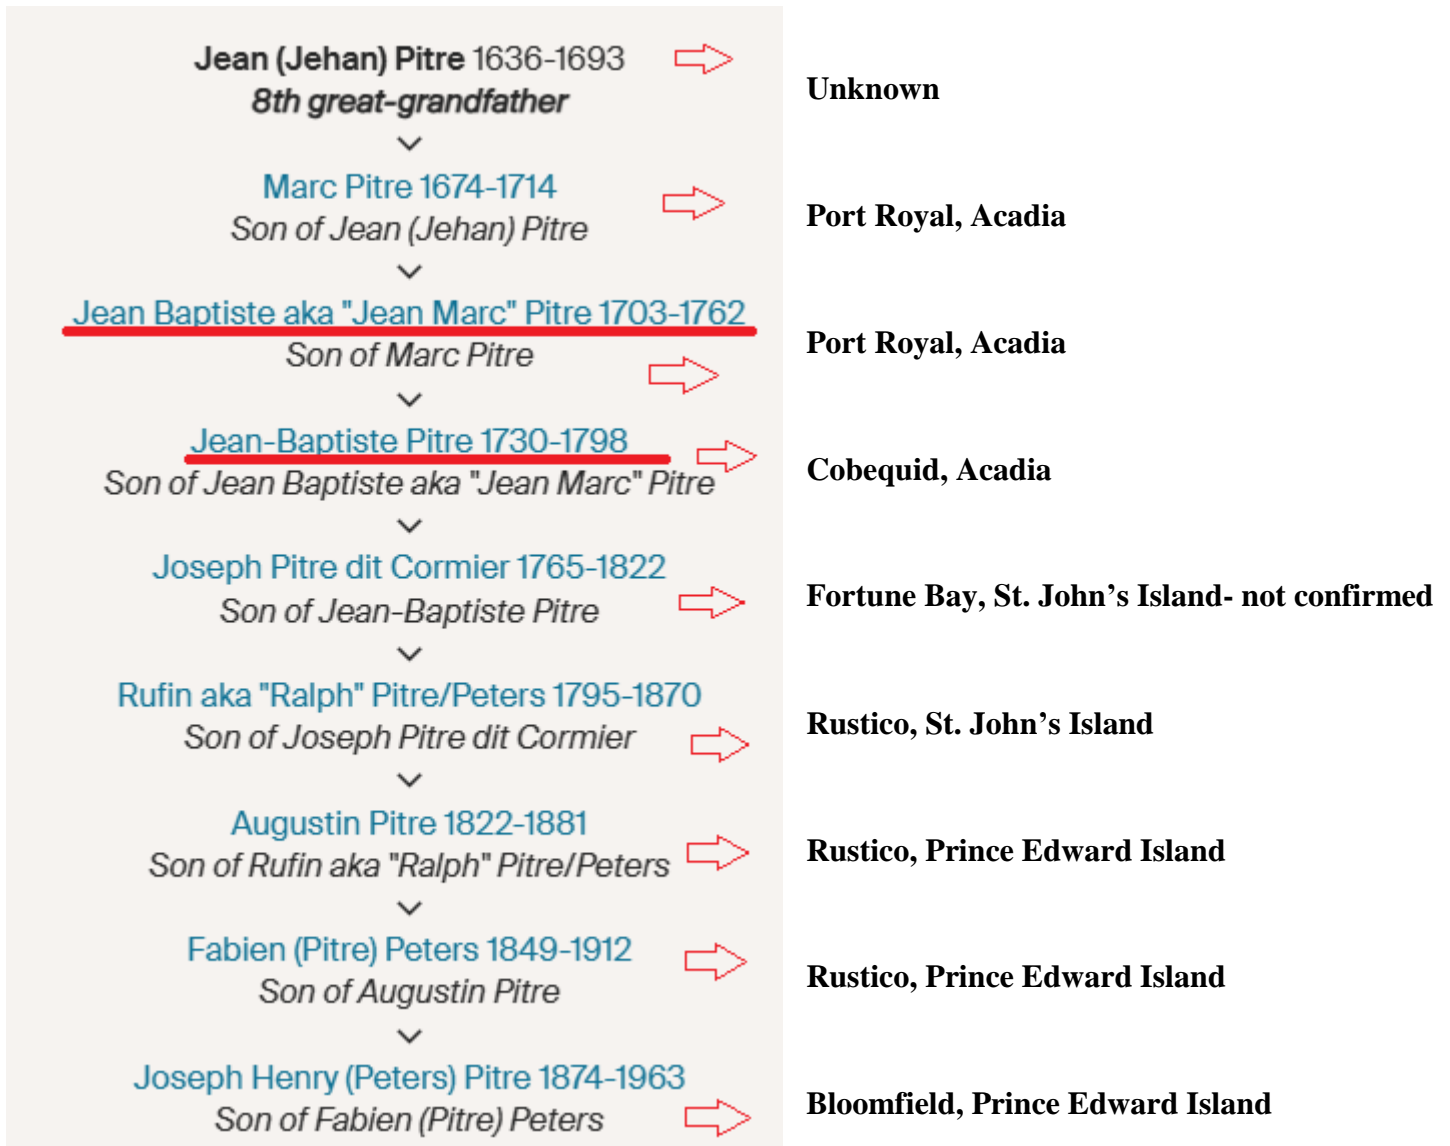 Jean (Jehan) Pitre 1636-1693
8th great-grandfather
Unknown
Marc Pitre 1674-1714
Son of Jean (Jehan) Pitre
Port Royal, Acadia
Jean Baptiste aka "Jean Marc" Pitre 1703-1762
Son of Marc Pitre
Port Royal, Acadia
Jean-Baptiste Pitre 1730-1798
Son of Jean Baptiste aka "Jean Marc" Pitre
Cobequid, Acadia
Joseph Pitre dit Cormier 1765-1822
Son of Jean-Baptiste Pitre
Fortune Bay, St. John’s Island- not confirmed
Rufin aka "Ralph" Pitre/Peters 1795-1870
Son of Joseph Pitre dit Cormier
Rustico, St. John’s Island
Augustin Pitre 1822-1881
Son of Rufin aka "Ralph" Pitre/Peters
Rustico, Prince Edward Island
Fabien (Pitre) Peters 1849-1912
Son of Augustin Pitre
Rustico, Prince Edward Island
Joseph Henry (Peters) Pitre 1874-1963
Son of Fabien (Pitre) Peters
Bloomfield, Prince Edward Island